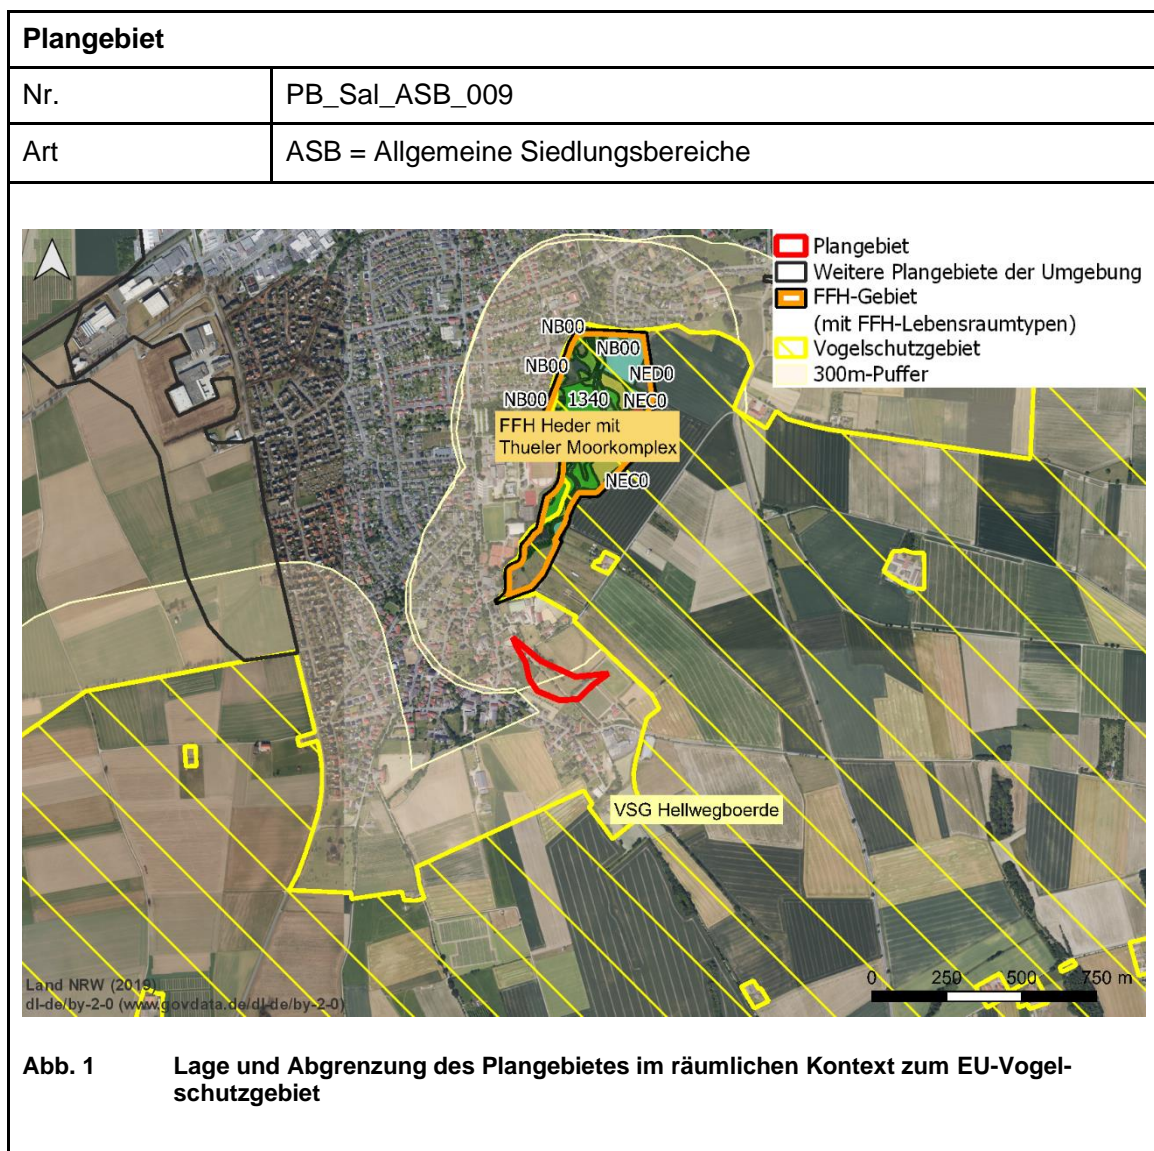 Plangebiet
Nr.
PB_Sal_ASB_009
Art
ASB = Allgemeine Siedlungsbereiche
Plangebiet
Weitere Plangebiete der Umgebung
FFH-Gebiet
(mit FFH-Lebensraumtypen)
Vogelschutzgebiet
300m-Puffer
NB00
NB00
NB00
NED0
NB00
1340
NEC0
FFH Heder mit
Thueler Moorkomplex
NEC0
VSG Hellwegboerde
Land NRW (2019)
dl-de/by-2-0 (www.govdata.de/dl-de/by-2-0)
0 250 500 750 m
Abb. 1 Lage und Abgrenzung des Plangebietes im räumlichen Kontext zum EU-Vogel-
schutzgebiet